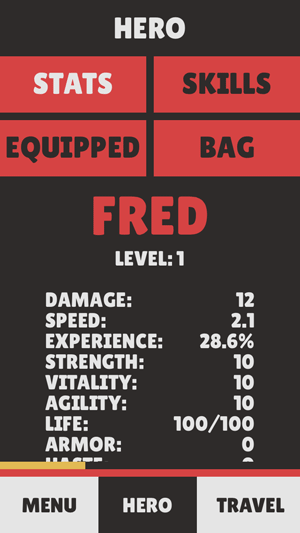 HERO
STATS SKILLS
EQUIPPED BAG
FRED
LEVEL: 1
DAMAGE: 12
SPEED: 2.1
EXPERIENCE: 28.6%
STRENGTH: 10
VITALITY: 10
AGILITY: 10
LIFE: 100/100
ARMOR: 0
MENU HERO TRAVEL